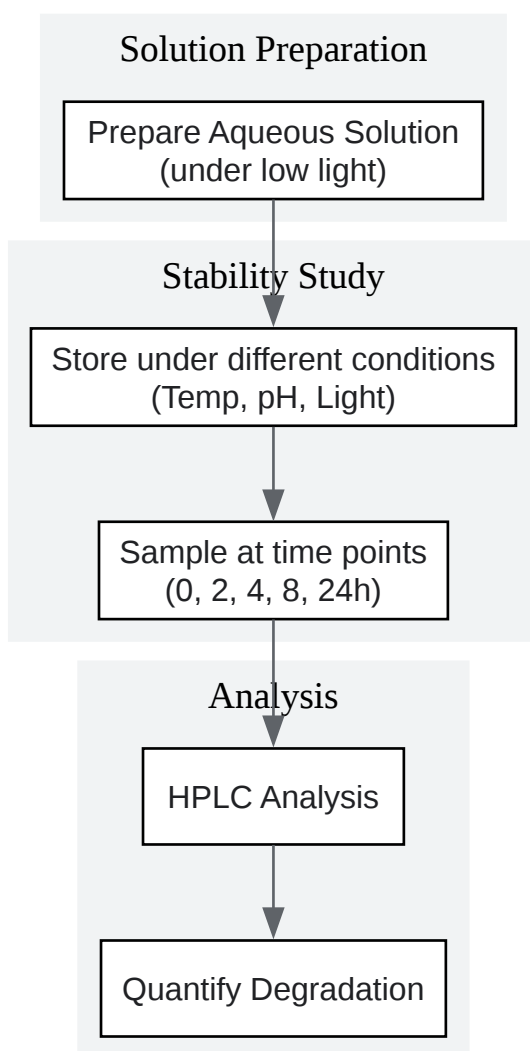 Solution Preparation
Prepare Aqueous Solution
(under low light)
Stability Study
Store under different conditions
(Temp, pH, Light)
Sample at time points
(0, 2, 4, 8, 24h)
Analysis
HPLC Analysis
Quantify Degradation